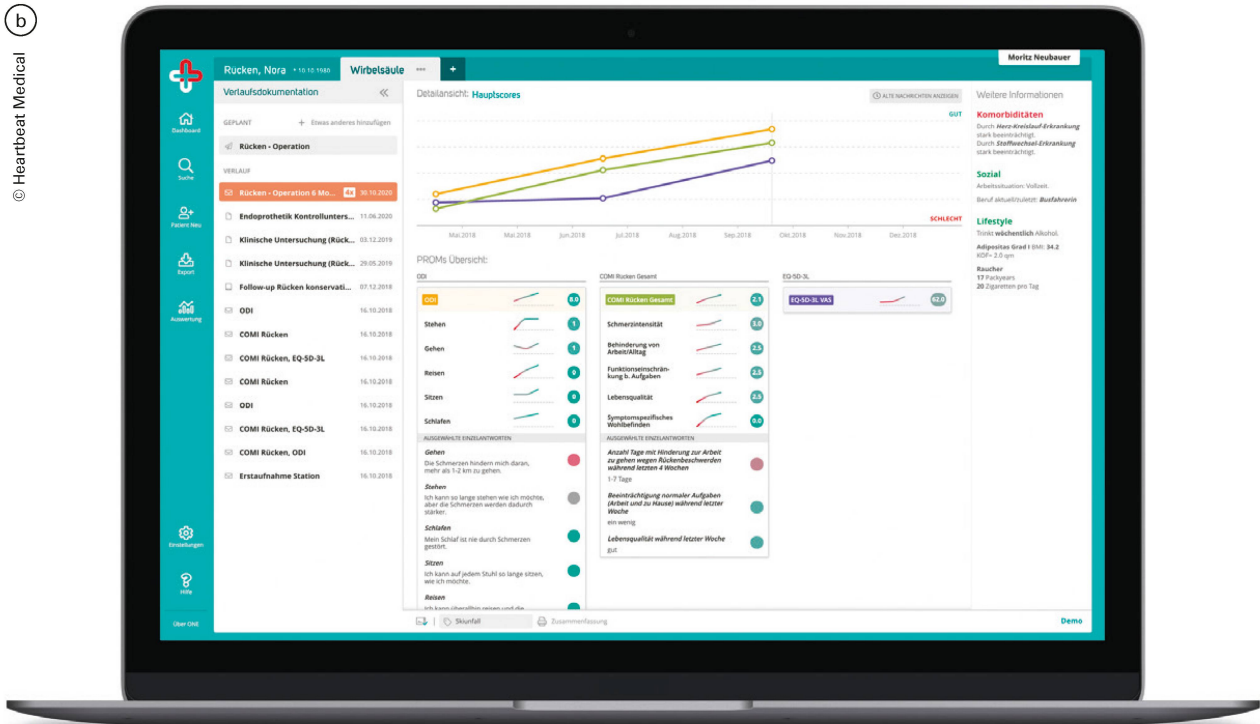 b
© Heartbeat Medical
Moritz Neubauer
Rücken, Nora * 10.10.1980
Wirbelsäule
+
Dashboard
Suche
Patient Neu
Export
Auswertung
Einstellungen
Hilfe
Über ONE
Verlaufsdokumentation
GEPLANT
+ Etwas anderes hinzufügen
Rücken - Operation
VERLAUF
Rücken - Operation 6 Mo... 4x 30.10.2020
Endoprothetik Kontrollunters... 11.06.2020
Klinische Untersuchung (Rück... 03.12.2019
Klinische Untersuchung (Rück... 29.05.2019
Follow-up Rücken konservati... 07.12.2018
ODI 16.10.2018
COMI Rücken 16.10.2018
COMI Rücken, EQ-5D-3L 16.10.2018
COMI Rücken 16.10.2018
ODI 16.10.2018
COMI Rücken, EQ-5D-3L 16.10.2018
COMI Rücken, ODI 16.10.2018
Erstaufnahme Station 16.10.2018
Detailansicht: Hauptscores
ALTE NACHRICHTEN ANZEIGEN
GUT
SCHLECHT
Mai.2018 Mai.2018 Jun.2018 Jul.2018 Aug.2018 Sep.2018 Okt.2018 Nov.2018 Dez.2018
PROMs Übersicht:
ODI
ODI 8.0
Stehen 1
Gehen 1
Reisen 0
Sitzen 0
Schlafen 0
AUSGEWÄHLTE EINZELANTWORTEN
Gehen
Die Schmerzen hindern mich daran,
mehr als 1-2 km zu gehen.
Stehen
Ich kann so lange stehen wie ich möchte,
aber die Schmerzen werden dadurch
stärker.
Schlafen
Mein Schlaf ist nie durch Schmerzen
gestört.
Sitzen
Ich kann auf jedem Stuhl so lange sitzen,
wie ich möchte.
Reisen
Ich kann überallhin reisen und die
COMI Rücken Gesamt
COMI Rücken Gesamt 2.1
Schmerzintensität 3.0
Behinderung von
Arbeit/Alltag 2.5
Funktionseinschrän-
kung b. Aufgaben 2.5
Lebensqualität 2.5
Symptomspezifisches
Wohlbefinden 0.0
AUSGEWÄHLTE EINZELANTWORTEN
Anzahl Tage mit Hinderung zur Arbeit
zu gehen wegen Rückenbeschwerden
während letzten 4 Wochen
1-7 Tage
Beeinträchtigung normaler Aufgaben
(Arbeit und zu Hause) während letzter
Woche
ein wenig
Lebensqualität während letzter Woche
gut
EQ-5D-3L
EQ-5D-3L VAS 62.0
Weitere Informationen
Komorbiditäten
Durch Herz-Kreislauf-Erkrankung
stark beeinträchtigt.
Durch Stoffwechsel-Erkrankung
stark beeinträchtigt.
Sozial
Arbeitssituation: Vollzeit.
Beruf aktuell/zuletzt: Busfahrerin
Lifestyle
Trinkt wöchentlich Alkohol.
Adipositas Grad I BMI: 34.2
KOF= 2.0 qm
Raucher
17 Packyears
20 Zigaretten pro Tag
Skiunfall
Zusammenfassung
Demo